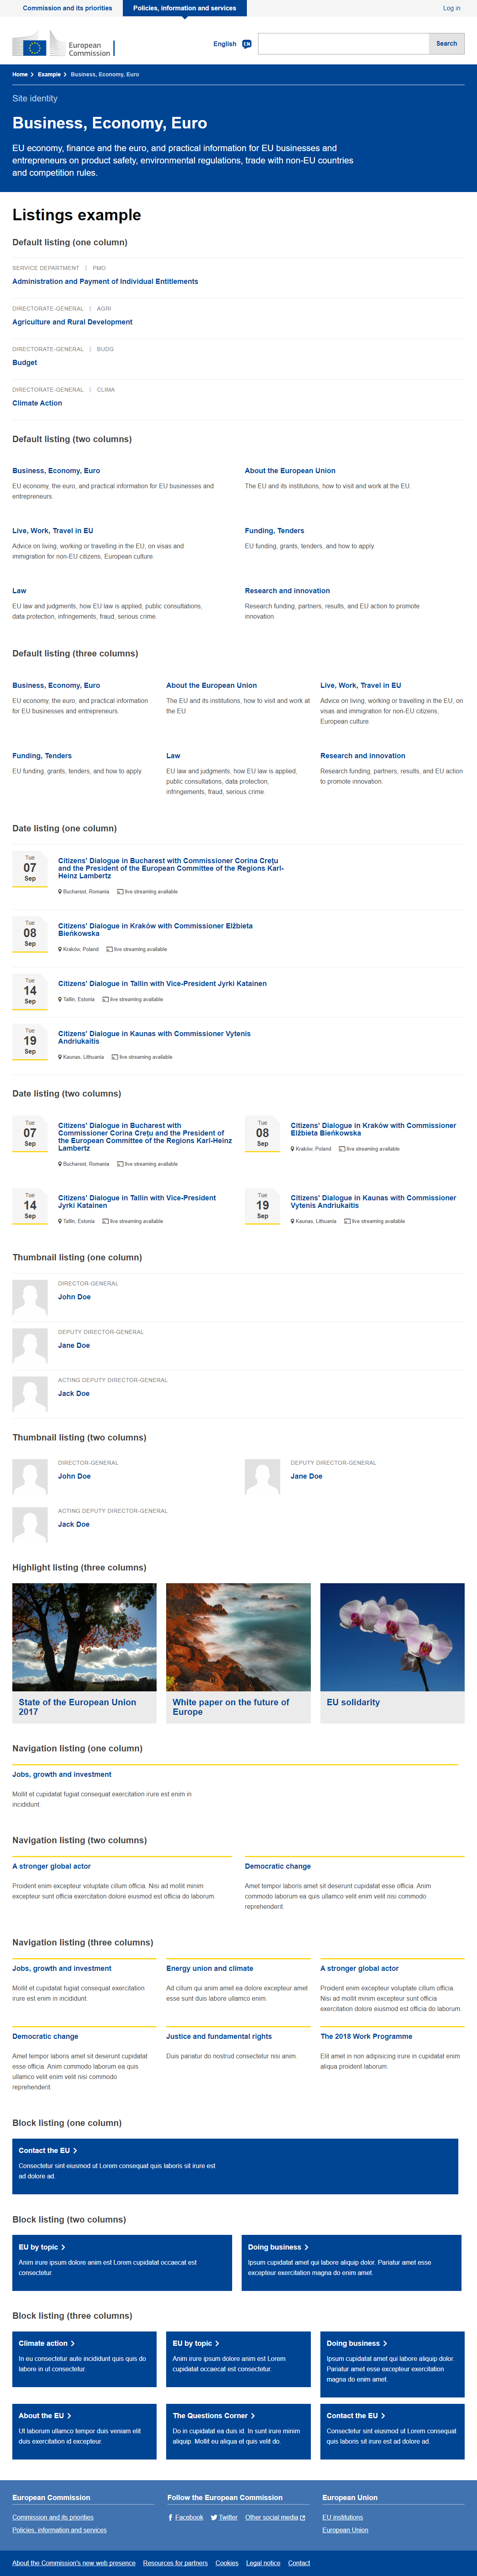 Commission and its priorities
Policies, information and services
Log in
European
Commission
English EN
Search
Home > Example > Business, Economy, Euro
Site identity
Business, Economy, Euro
EU economy, finance and the euro, and practical information for EU businesses and
entrepreneurs on product safety, environmental regulations, trade with non-EU countries
and competition rules.
Listings example
Default listing (one column)
SERVICE DEPARTMENT | PMO
Administration and Payment of Individual Entitlements
DIRECTORATE-GENERAL | AGRI
Agriculture and Rural Development
DIRECTORATE-GENERAL | BUDG
Budget
DIRECTORATE-GENERAL | CLIMA
Climate Action
Default listing (two columns)
Business, Economy, Euro
EU economy, the euro, and practical information for EU businesses and
entrepreneurs.
About the European Union
The EU and its institutions, how to visit and work at the EU.
Live, Work, Travel in EU
Advice on living, working or travelling in the EU, on visas and
immigration for non-EU citizens, European culture.
Funding, Tenders
EU funding, grants, tenders, and how to apply.
Law
EU law and judgments, how EU law is applied, public consultations,
data protection, infringements, fraud, serious crime.
Research and innovation
Research funding, partners, results, and EU action to promote
innovation.
Default listing (three columns)
Business, Economy, Euro
EU economy, the euro, and practical information
for EU businesses and entrepreneurs.
About the European Union
The EU and its institutions, how to visit and work at
the EU.
Live, Work, Travel in EU
Advice on living, working or travelling in the EU, on
visas and immigration for non-EU citizens,
European culture.
Funding, Tenders
EU funding, grants, tenders, and how to apply.
Law
EU law and judgments, how EU law is applied,
public consultations, data protection,
infringements, fraud, serious crime.
Research and innovation
Research funding, partners, results, and EU action
to promote innovation.
Date listing (one column)
Tue
07
Sep
Citizens' Dialogue in Bucharest with Commissioner Corina Crețu
and the President of the European Committee of the Regions Karl-
Heinz Lambertz
Bucharest, Romania live streaming available
Tue
08
Sep
Citizens' Dialogue in Kraków with Commissioner Elżbieta
Bieńkowska
Kraków, Poland live streaming available
Tue
14
Sep
Citizens' Dialogue in Tallin with Vice-President Jyrki Katainen
Tallin, Estonia live streaming available
Tue
19
Sep
Citizens' Dialogue in Kaunas with Commissioner Vytenis
Andriukaitis
Kaunas, Lithuania live streaming available
Date listing (two columns)
Tue
07
Sep
Citizens' Dialogue in Bucharest with
Commissioner Corina Crețu and the President of
the European Committee of the Regions Karl-Heinz
Lambertz
Bucharest, Romania live streaming available
Tue
08
Sep
Citizens' Dialogue in Kraków with Commissioner
Elżbieta Bieńkowska
Kraków, Poland live streaming available
Tue
14
Sep
Citizens' Dialogue in Tallin with Vice-President
Jyrki Katainen
Tallin, Estonia live streaming available
Tue
19
Sep
Citizens' Dialogue in Kaunas with Commissioner
Vytenis Andriukaitis
Kaunas, Lithuania live streaming available
Thumbnail listing (one column)
DIRECTOR-GENERAL
John Doe
DEPUTY DIRECTOR-GENERAL
Jane Doe
ACTING DEPUTY DIRECTOR-GENERAL
Jack Doe
Thumbnail listing (two columns)
DIRECTOR-GENERAL
John Doe
DEPUTY DIRECTOR-GENERAL
Jane Doe
ACTING DEPUTY DIRECTOR-GENERAL
Jack Doe
Highlight listing (three columns)
State of the European Union
2017
White paper on the future of
Europe
EU solidarity
Navigation listing (one column)
Jobs, growth and investment
Mollit et cupidatat fugiat consequat exercitation irure est enim in
incididunt.
Navigation listing (two columns)
A stronger global actor
Proident enim excepteur voluptate cillum officia. Nisi ad mollit minim
excepteur sunt officia exercitation dolore eiusmod est officia do laborum.
Democratic change
Amet tempor laboris amet sit deserunt cupidatat esse officia. Anim
commodo laborum ea quis ullamco velit enim velit nisi commodo
reprehenderit.
Navigation listing (three columns)
Jobs, growth and investment
Mollit et cupidatat fugiat consequat exercitation
irure est enim in incididunt.
Energy union and climate
Ad cillum qui anim amet ea dolore excepteur amet
esse sunt duis labore ullamco enim.
A stronger global actor
Proident enim excepteur voluptate cillum officia.
Nisi ad mollit minim excepteur sunt officia
exercitation dolore eiusmod est officia do laborum.
Democratic change
Amet tempor laboris amet sit deserunt cupidatat
esse officia. Anim commodo laborum ea quis
ullamco velit enim velit nisi commodo
reprehenderit.
Justice and fundamental rights
Duis pariatur do nostrud consectetur nisi anim.
The 2018 Work Programme
Elit amet in non adipisicing irure in cupidatat enim
aliqua proident laborum.
Block listing (one column)
Contact the EU >
Consectetur sint eiusmod ut Lorem consequat quis laboris sit irure est
ad dolore ad.
Block listing (two columns)
EU by topic >
Anim irure ipsum dolore anim est Lorem cupidatat occaecat est
consectetur.
Doing business >
Ipsum cupidatat amet qui labore aliquip dolor. Pariatur amet esse
excepteur exercitation magna do enim amet.
Block listing (three columns)
Climate action >
In eu consectetur aute incididunt quis quis do
labore in ut consectetur.
EU by topic >
Anim irure ipsum dolore anim est Lorem
cupidatat occaecat est consectetur.
Doing business >
Ipsum cupidatat amet qui labore aliquip dolor.
Pariatur amet esse excepteur exercitation
magna do enim amet.
About the EU >
Ut laborum ullamco tempor duis veniam elit
duis exercitation id excepteur.
The Questions Corner >
Do in cupidatat ea duis id. In sunt irure minim
aliquip. Mollit eu aliqua et quis velit do.
Contact the EU >
Consectetur sint eiusmod ut Lorem consequat
quis laboris sit irure est ad dolore ad.
European Commission
Commission and its priorities
Policies, information and services
Follow the European Commission
Facebook Twitter Other social media
European Union
EU institutions
European Union
About the Commission's new web presence Resources for partners Cookies Legal notice Contact